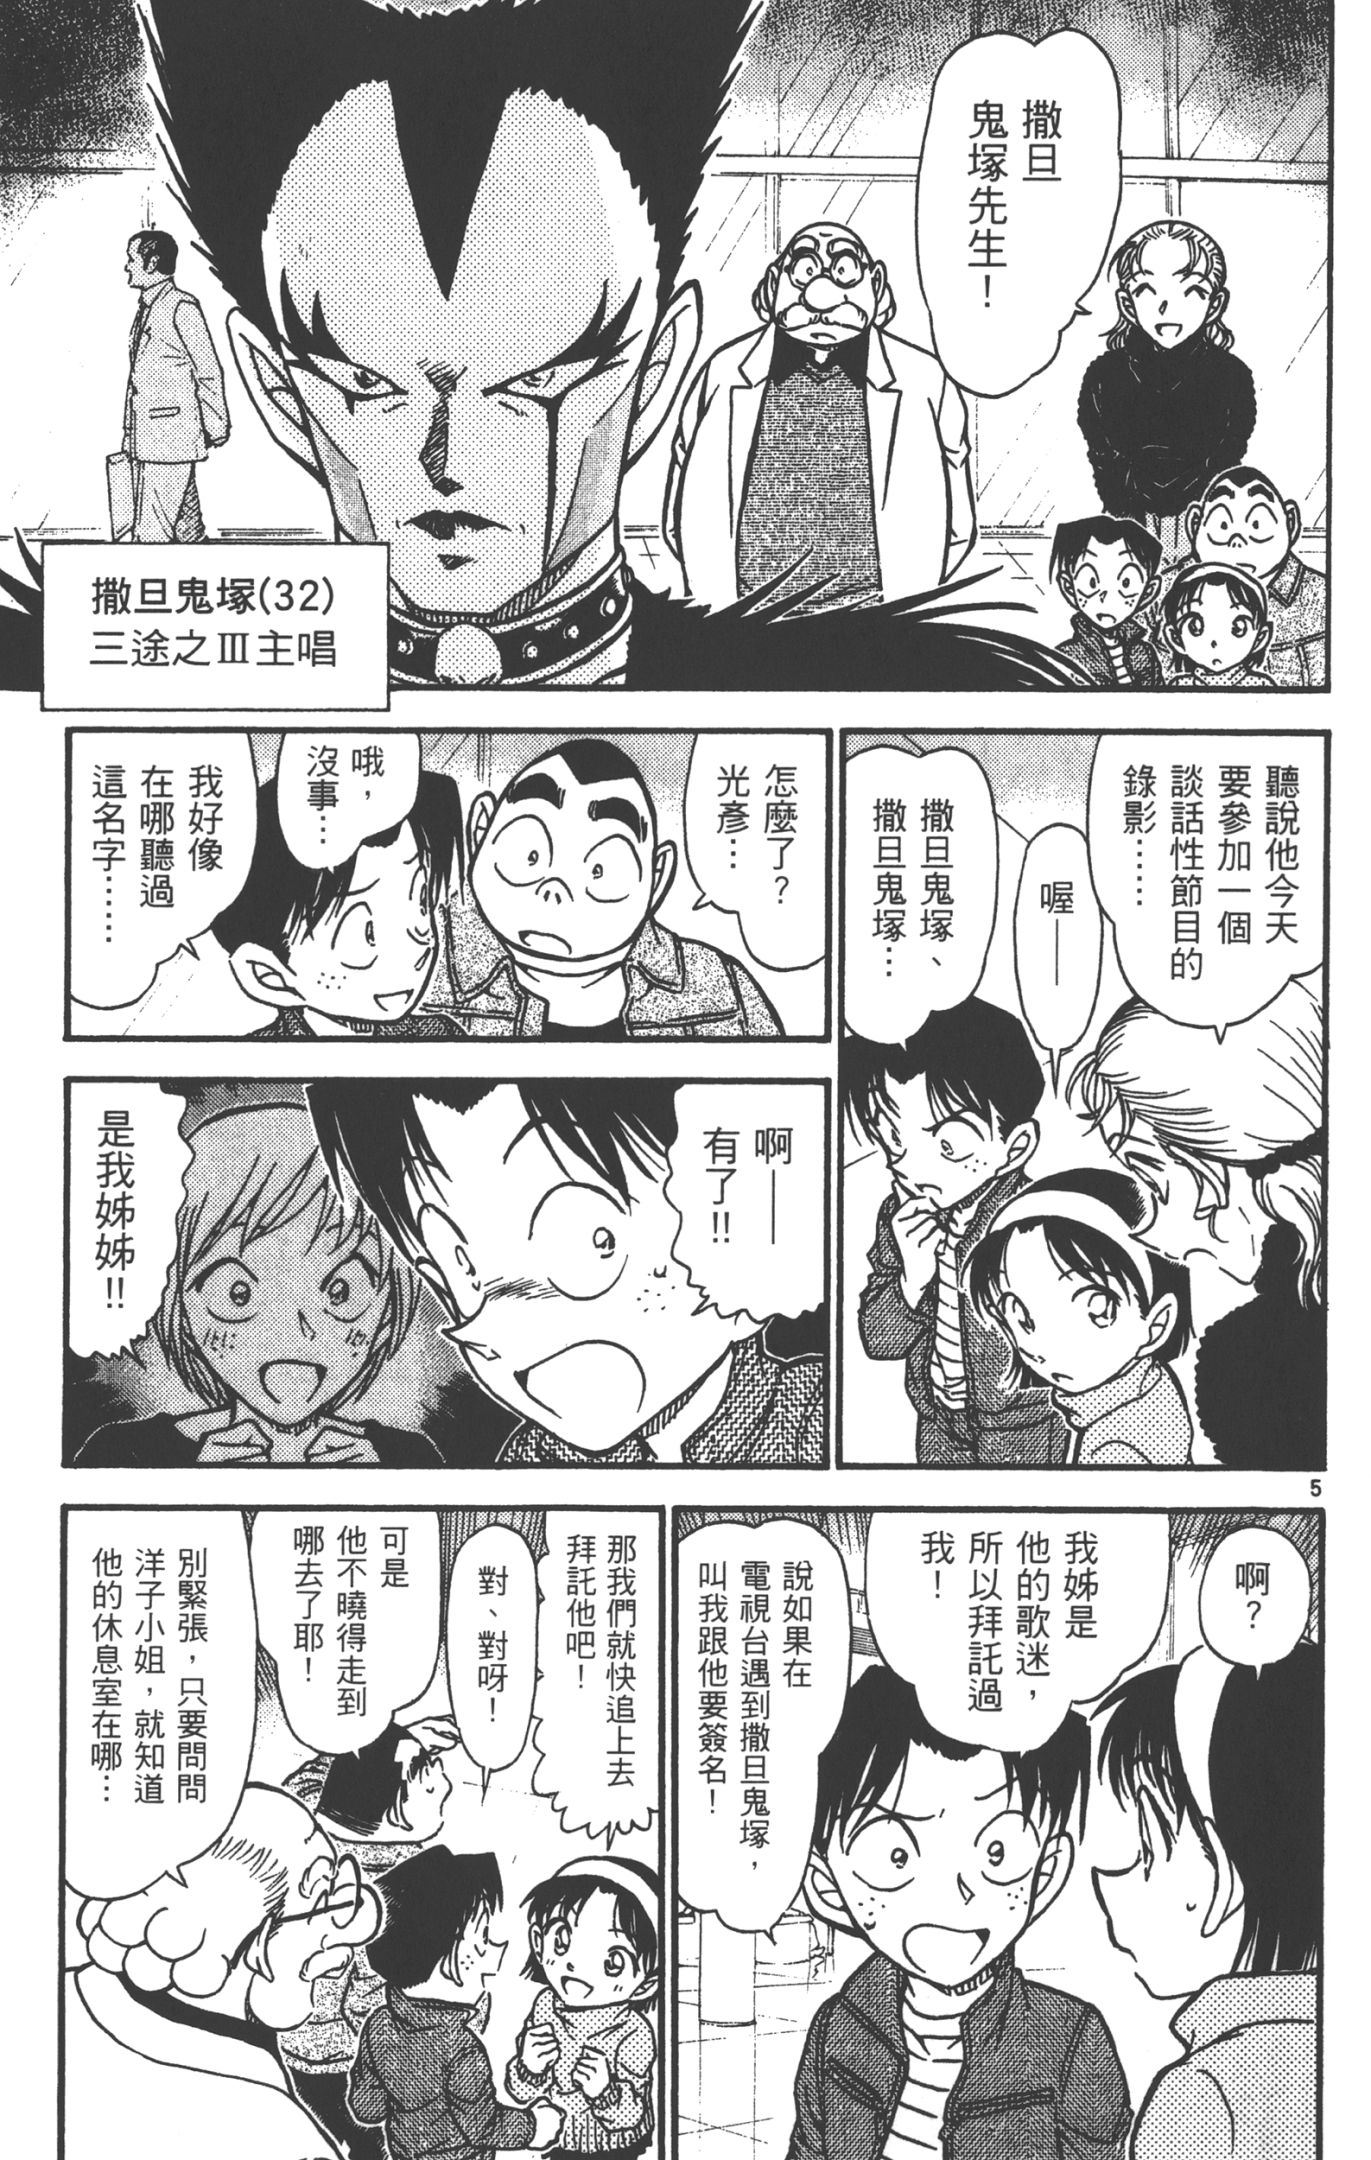 撒旦
鬼塚先生！
撒旦鬼塚(32)
三途之Ⅲ主唱
聽說他今天
要參加一個
談話性節目的
錄影……
喔──
撒旦鬼塚、
撒旦鬼塚…
怎麼了？
光彥…
哦，
沒事…
我好像
在哪聽過
這名字……
啊──
有了!!
是我姊姊!!
5
啊？
我姊是
他的歌迷，
所以拜託過
我！
說如果在
電視台遇到撒旦鬼塚，
叫我跟他要簽名！
那我們就快追上去
拜託他吧！
對、對呀！
可是
他不曉得走到
哪去了耶！
別緊張，只要問問
洋子小姐，就知道
他的休息室在哪…